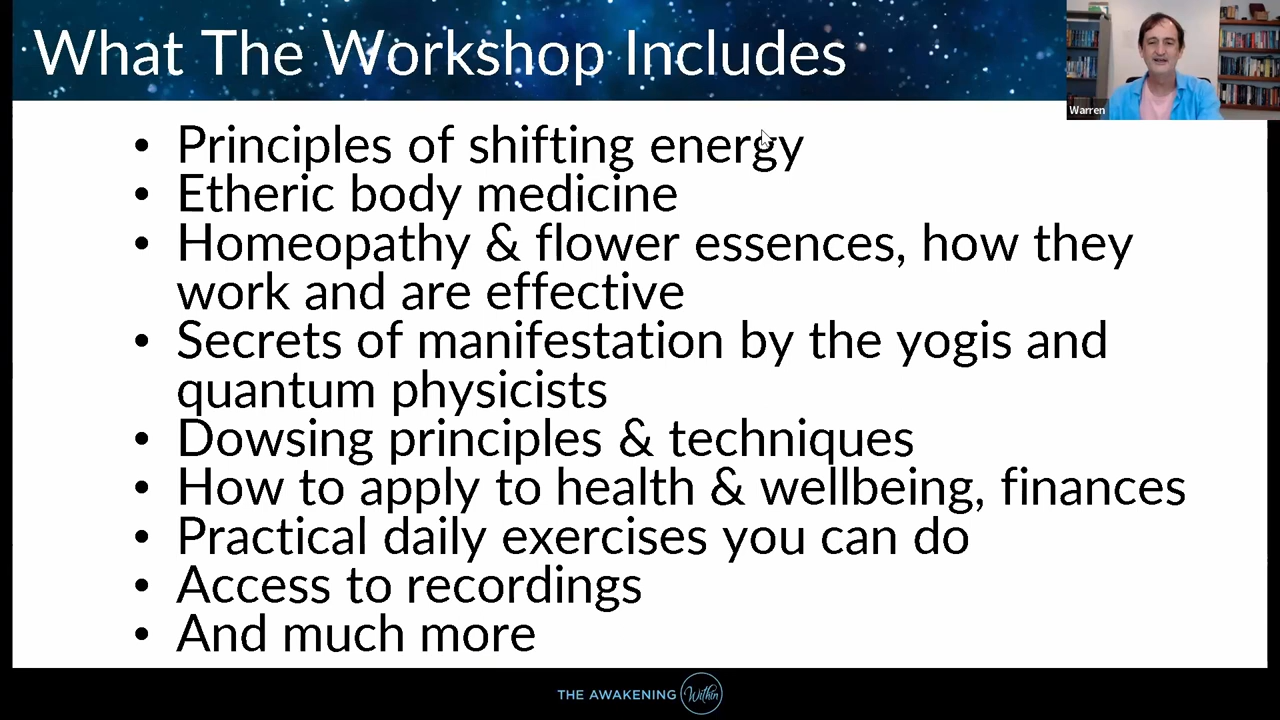 What The Workshop Includes
Warren
• Principles of shifting energy
• Etheric body medicine
• Homeopathy & flower essences, how they
work and are effective
• Secrets of manifestation by the yogis and
quantum physicists
• Dowsing principles & techniques
• How to apply to health & wellbeing, finances
• Practical daily exercises you can do
• Access to recordings
• And much more
THE AWAKENING Within